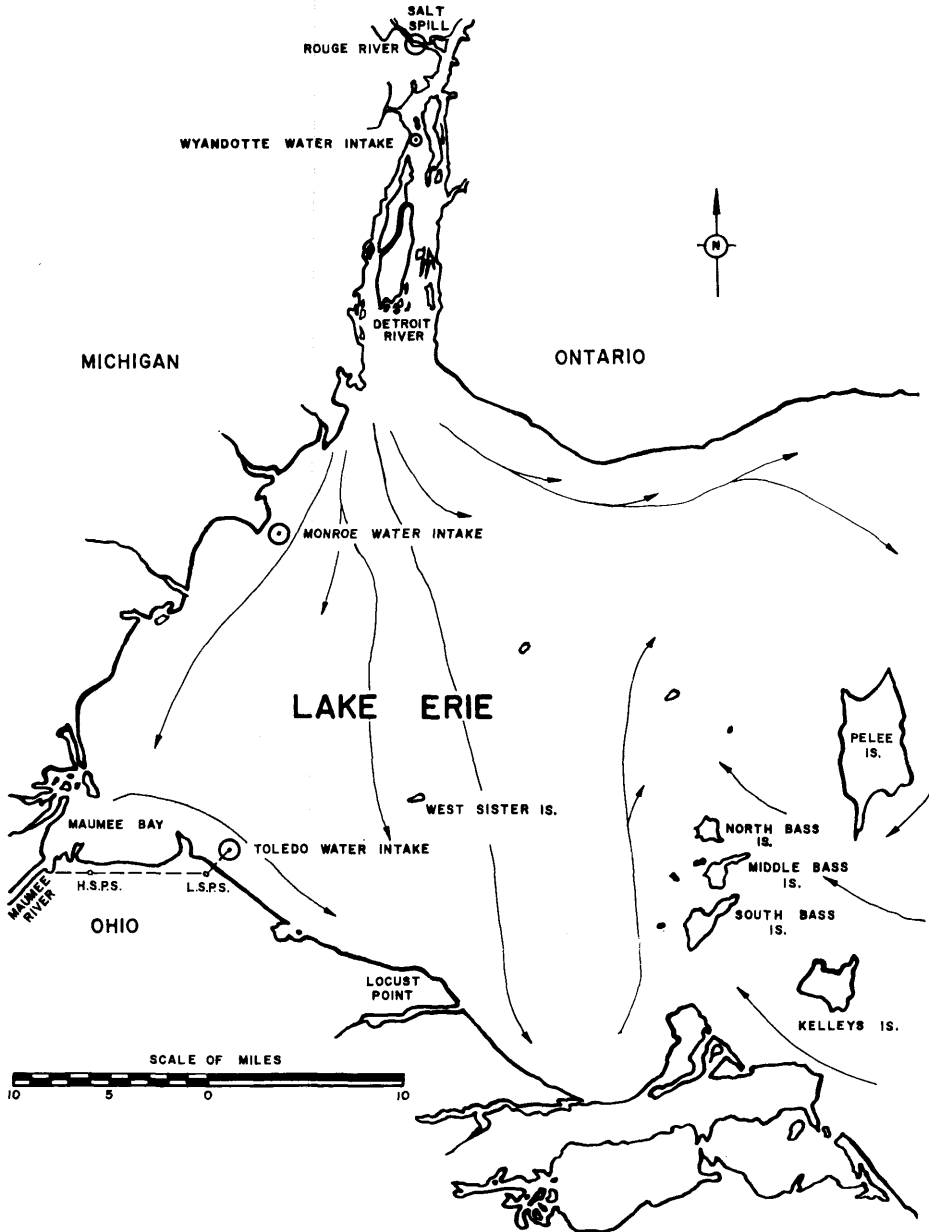 SALT
SPILL
ROUGE RIVER
WYANDOTTE WATER INTAKE
N
DETROIT
RIVER
MICHIGAN
ONTARIO
MONROE WATER INTAKE
LAKE ERIE
PELEE
IS.
WEST SISTER IS.
NORTH BASS
IS.
MAUMEE BAY
TOLEDO WATER INTAKE
MIDDLE BASS
IS.
H.S.P.S.
L.S.P.S.
MAUMEE
RIVER
SOUTH BASS
IS.
OHIO
LOCUST
POINT
KELLEYS IS.
SCALE OF MILES
10 5 0 10